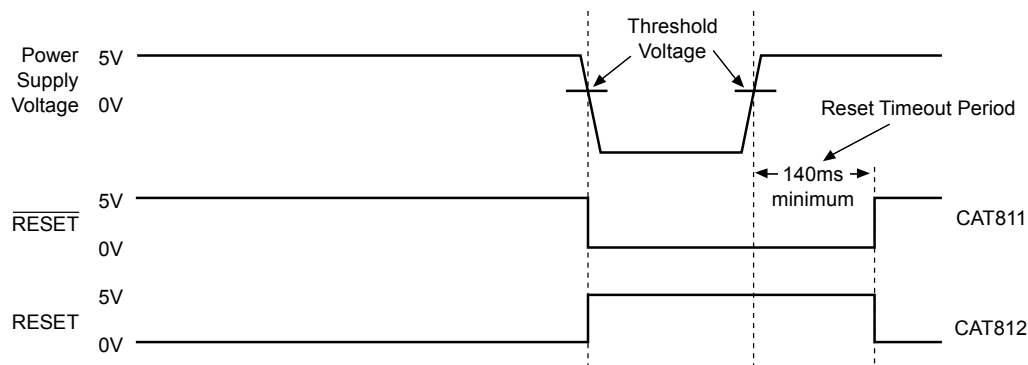 Threshold
Voltage
Power
Supply
Voltage
5V
0V
Reset Timeout Period
140ms
minimum
RESET
5V
0V
CAT811
RESET
5V
0V
CAT812